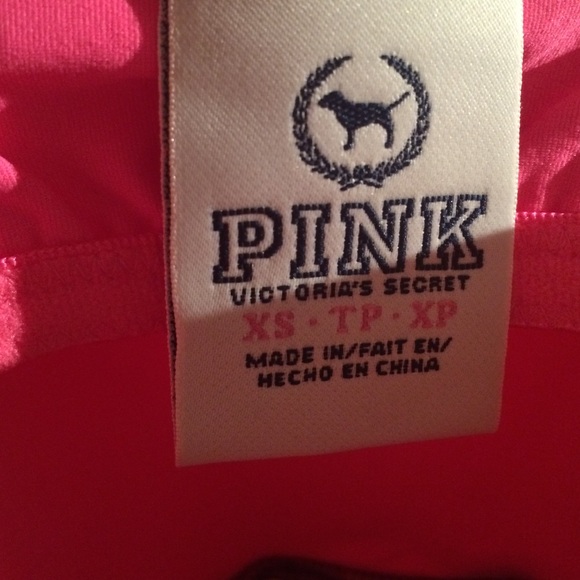 PINK
VICTORIA'S SECRET
XS · TP · XP
MADE IN/FAIT EN/
HECHO EN CHINA